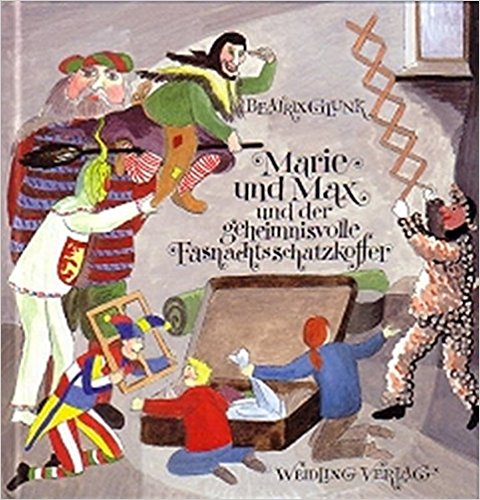 BEATRIX GLUNK
Marie
und Max
und der
geheimnisvolle
Fasnachtsschatzkoffer
WEIDLING VERLAG